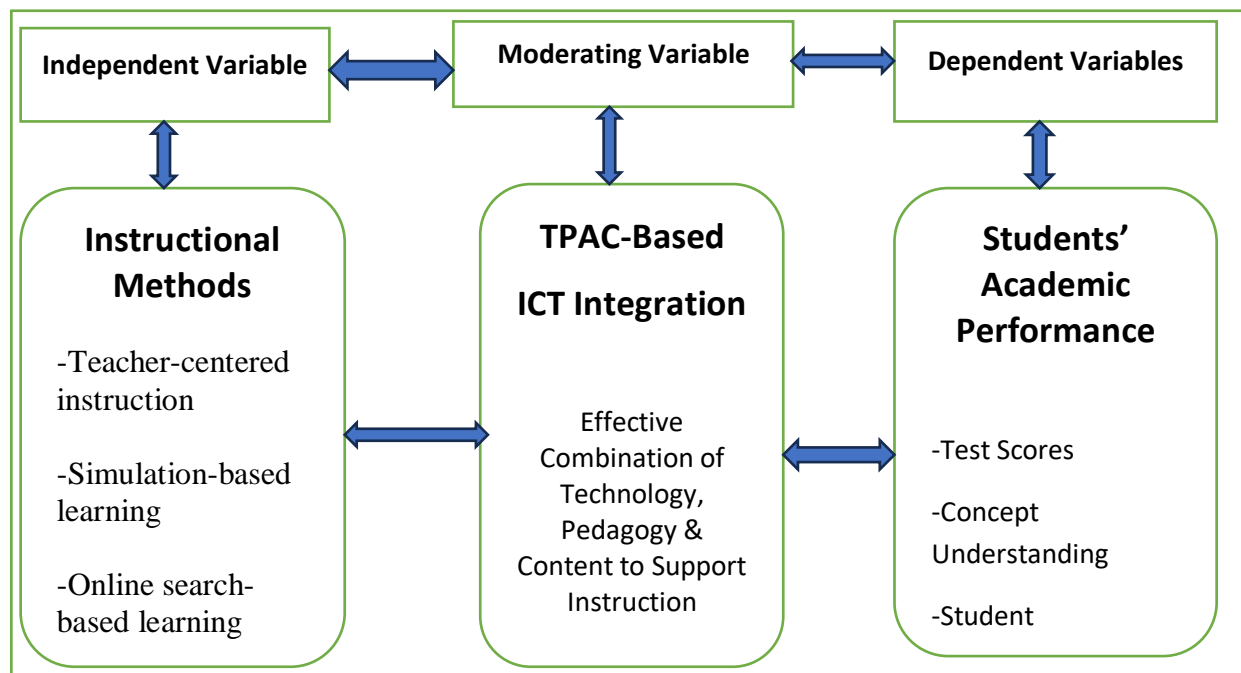 Independent Variable
Moderating Variable
Dependent Variables
Instructional
Methods
-Teacher-centered
instruction
-Simulation-based
learning
-Online search-
based learning
TPAC-Based
ICT Integration
Effective
Combination of
Technology,
Pedagogy &
Content to Support
Instruction
Students’
Academic
Performance
-Test Scores
-Concept
Understanding
-Student